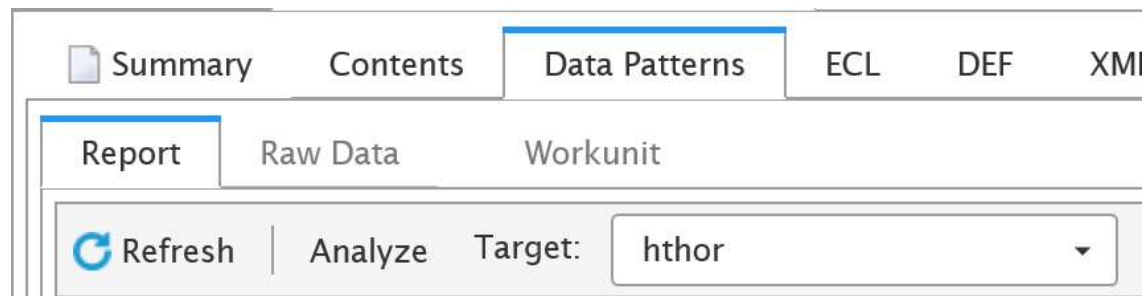 Summary Contents Data Patterns ECL DEF
Report Raw Data Workunit
Refresh Analyze Target: hthor